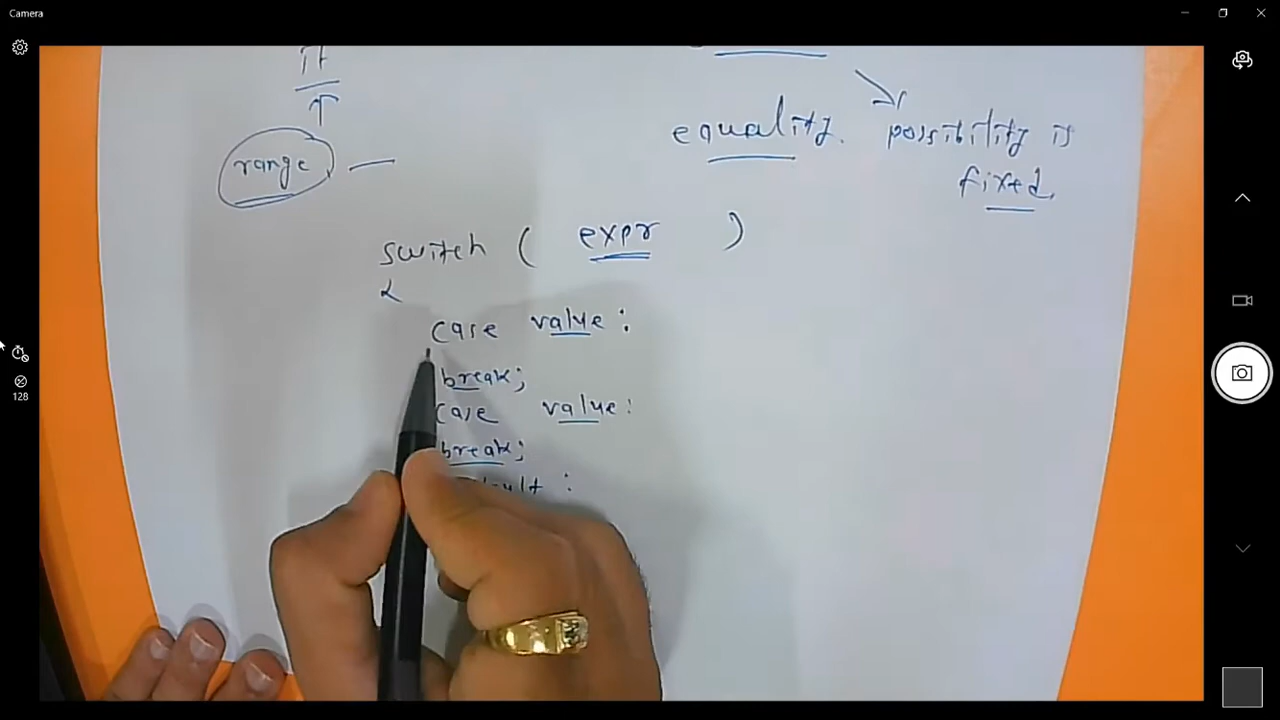 Camera
if
range —
equality. possibility is
fixed.
switch ( expr )
{
case value :
break;
case value :
break;
:
128